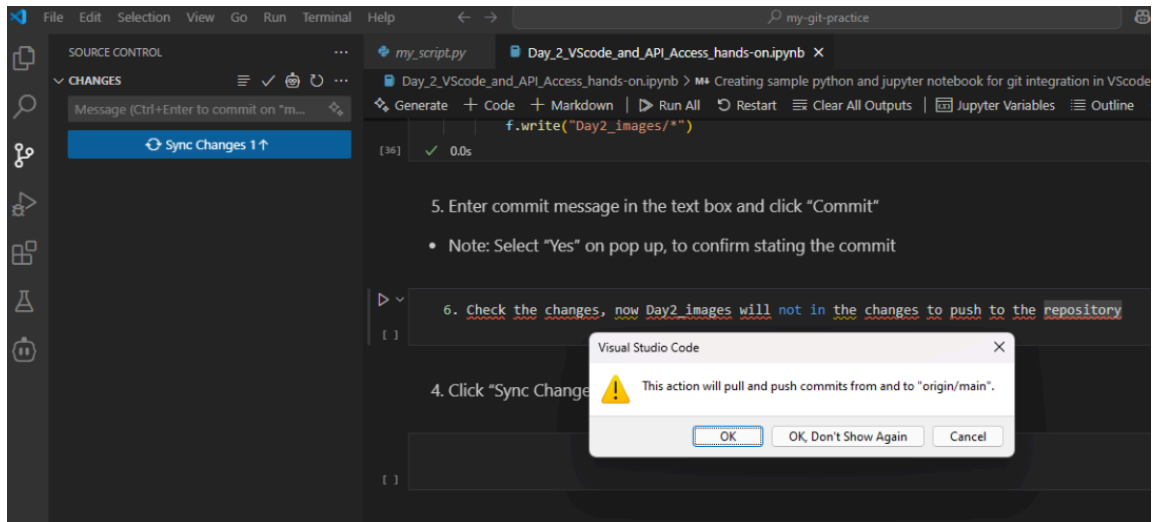 File Edit Selection View Go Run Terminal Help
my-git-practice
SOURCE CONTROL
CHANGES
Message (Ctrl+Enter to commit on "m...
Sync Changes 1↑
my_script.py
Day_2_VScode_and_API_Access_hands-on.ipynb
Day_2_VScode_and_API_Access_hands-on.ipynb > M↓ Creating sample python and jupyter notebook for git integration in VScode
Generate + Code + Markdown | Run All Restart Clear All Outputs | Jupyter Variables Outline
f.write("Day2_images/*")
[36] ✓ 0.0s
5. Enter commit message in the text box and click “Commit”
• Note: Select “Yes” on pop up, to confirm stating the commit
6. Check the changes, now Day2_images will not in the changes to push to the repository
[ ]
Visual Studio Code
This action will pull and push commits from and to "origin/main".
OK
OK, Don't Show Again
Cancel
4. Click “Sync Change
[ ]